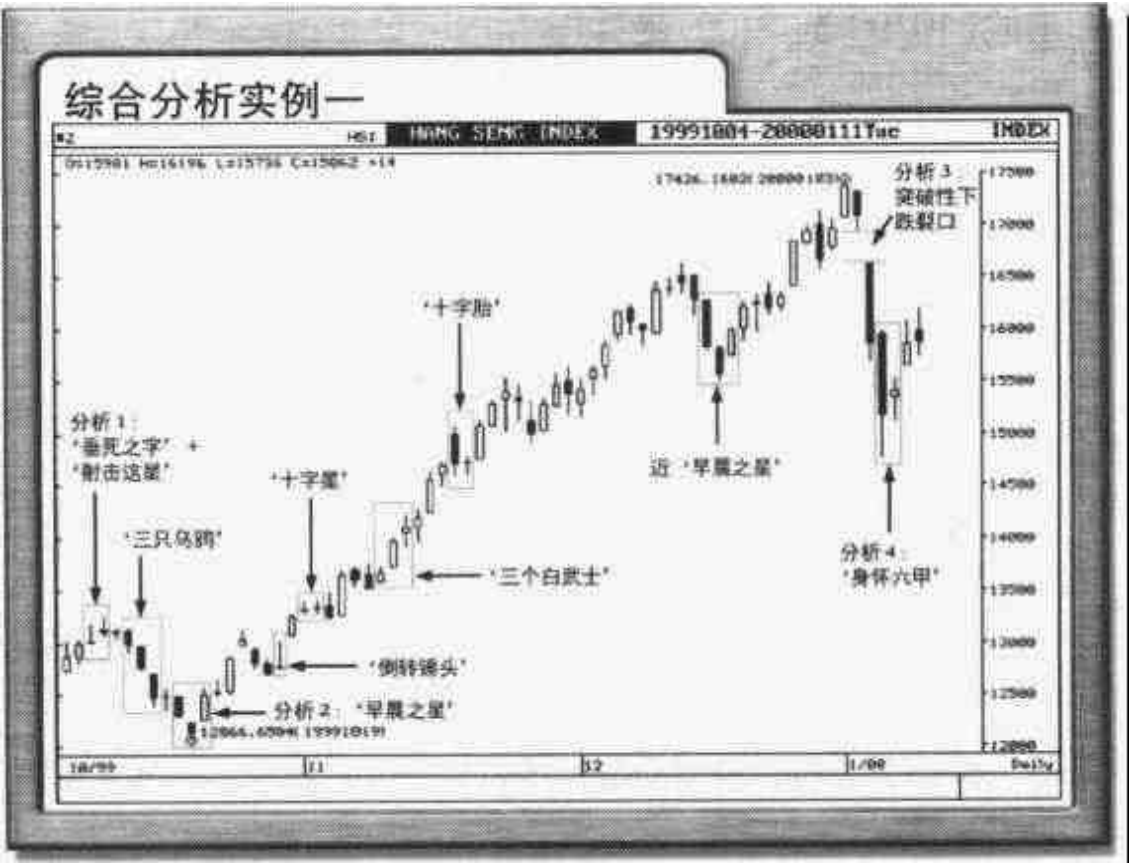 综合分析实例一
HSI HANG SENG INDEX 19991004-20000111Tue INDEX
分析 3：
突破性下
跌裂口
17500
17000
16500
16000
15500
15000
14500
14000
13500
13000
12500
12000
'十字胎'
分析 1：
'垂死之字' +
'射击这星'
'三只乌鸦'
'十字星'
'三个白武士'
近 '早晨之星'
分析 4：
'身怀六甲'
'倒转锤头'
分析 2：'早晨之星'
10/99 11 12 1/00 Daily